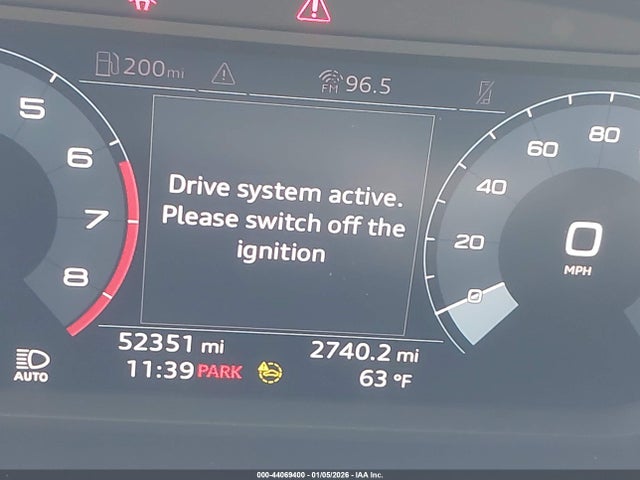 200mi
FM 96.5
5
6
7
8
Drive system active.
Please switch off the
ignition
80
60
40
20
0
0
MPH
52351 mi
2740.2 mi
AUTO
11:39 PARK
63 °F
000-44069400 - 01/05/2026 - IAA Inc.